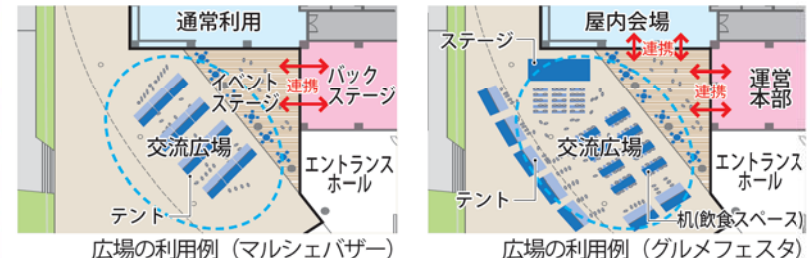 通常利用
イベント
ステージ
連携
バック
ステージ
交流広場
エントランス
ホール
テント
広場の利用例（マルシェバザー）
屋内会場
ステージ
連携
連携
運営
本部
交流広場
エントランス
ホール
テント
机(飲食スペース)
広場の利用例（グルメフェスタ）